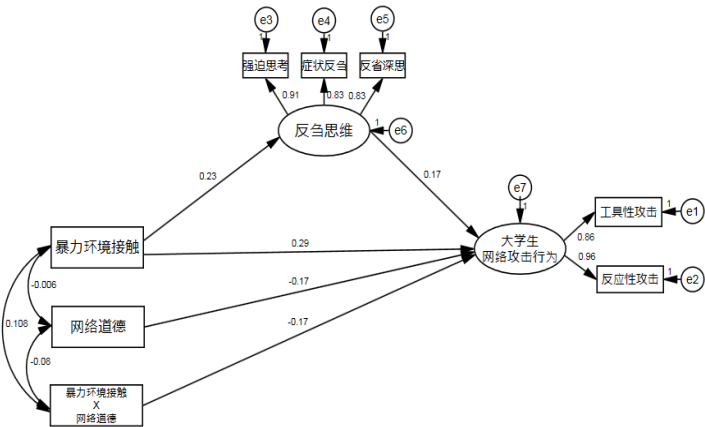 e3
e4
e5
1
1
1
强迫思考
症状反刍
反省深思
0.91
0.83
0.83
反刍思维
1
e6
0.23
0.17
e7
1
工具性攻击
1
e1
暴力环境接触
0.29
大学生
网络攻击行为
0.86
0.96
反应性攻击
1
e2
-0.006
-0.17
网络道德
0.108
-0.17
-0.08
暴力环境接触
X
网络道德